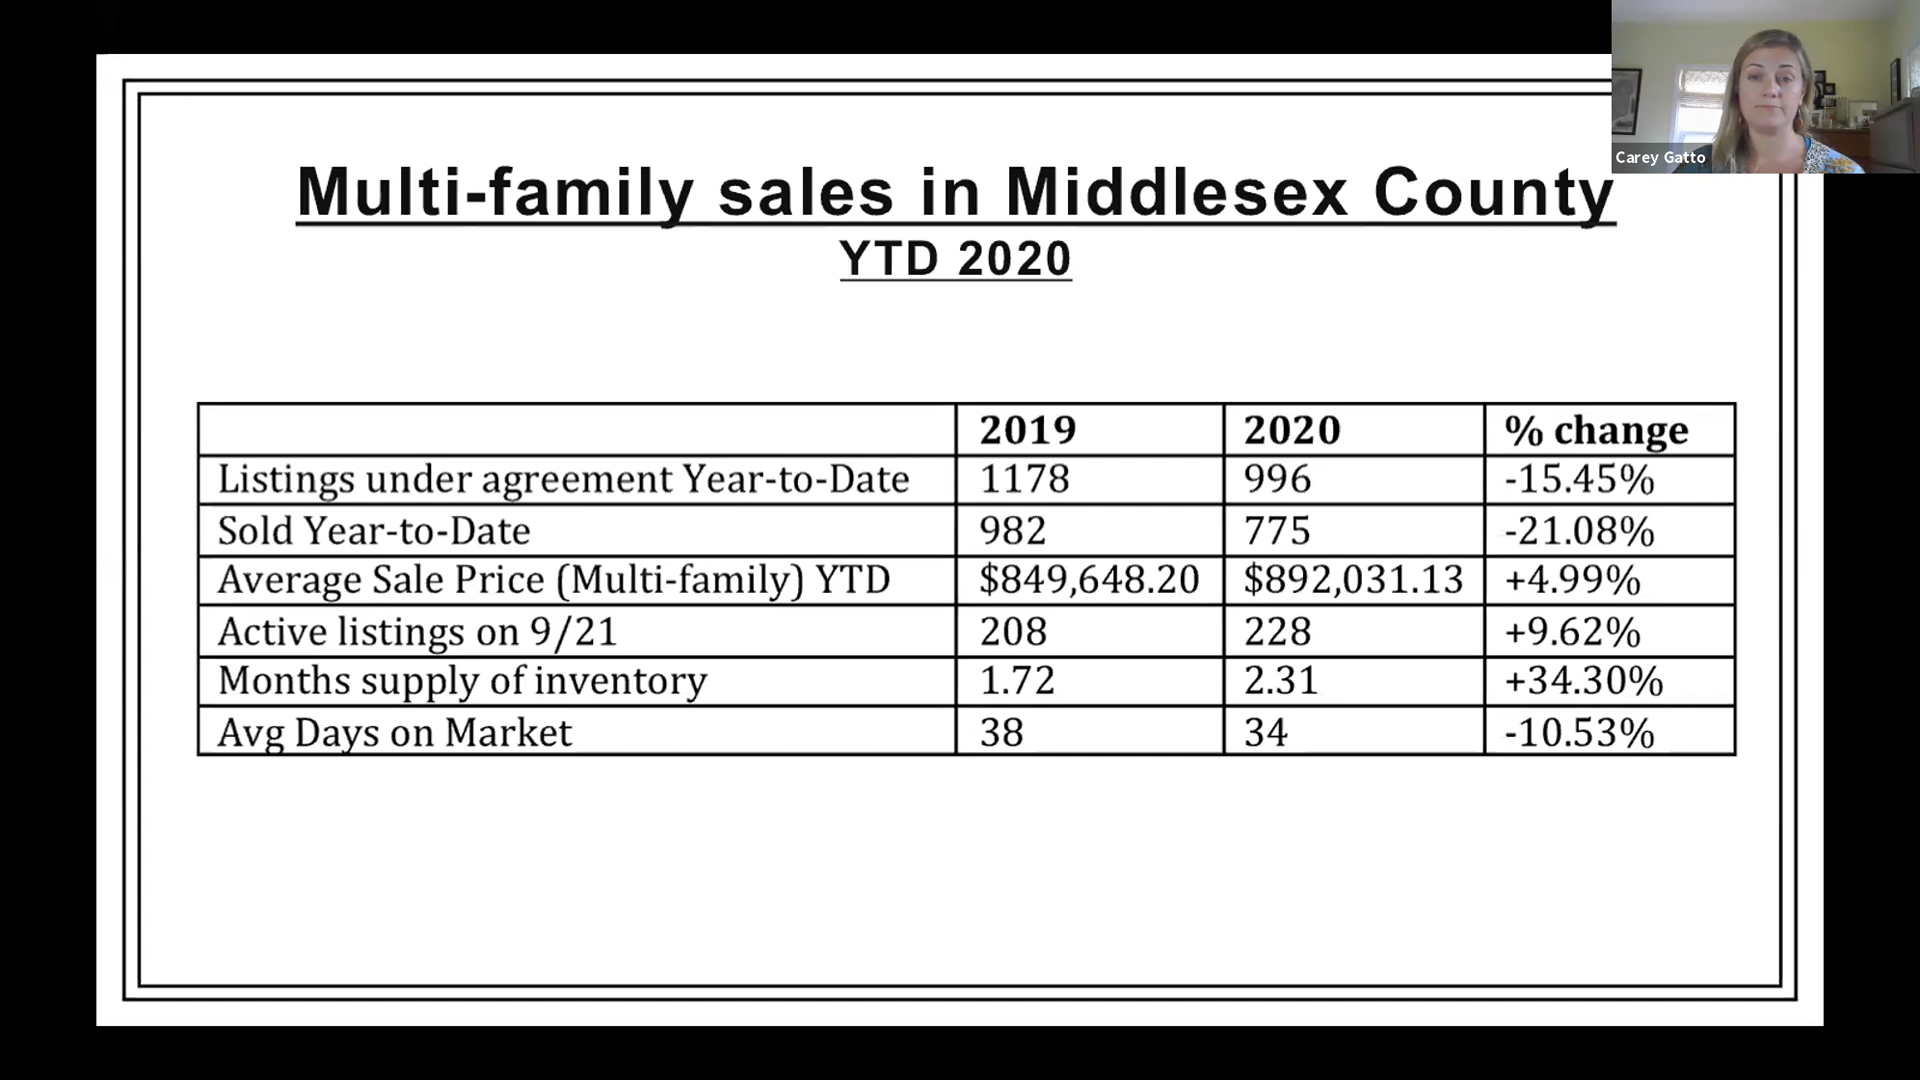 Carey Gatto
Multi-family sales in Middlesex County
YTD 2020
2019 2020 % change
Listings under agreement Year-to-Date 1178 996 -15.45%
Sold Year-to-Date 982 775 -21.08%
Average Sale Price (Multi-family) YTD $849,648.20 $892,031.13 +4.99%
Active listings on 9/21 208 228 +9.62%
Months supply of inventory 1.72 2.31 +34.30%
Avg Days on Market 38 34 -10.53%